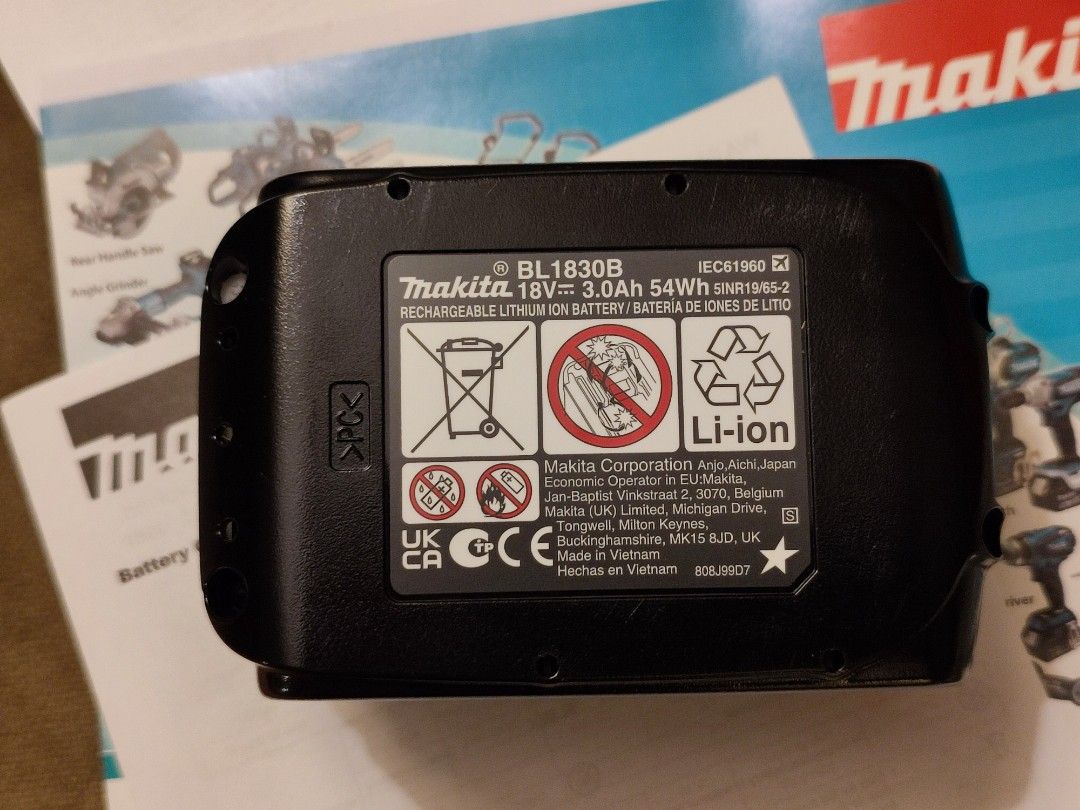 Maki
Rear Handle Saw
Angle Grinder
Battery
river
® BL1830B IEC61960
Makita 18V 3.0Ah 54Wh 5INR19/65-2
RECHARGEABLE LITHIUM ION BATTERY / BATERÍA DE IONES DE LITIO
Li-ion
>PC<
Makita Corporation Anjo,Aichi,Japan
Economic Operator in EU:Makita,
Jan-Baptist Vinkstraat 2, 3070, Belgium
Makita (UK) Limited, Michigan Drive,
Tongwell, Milton Keynes,
Buckinghamshire, MK15 8JD, UK
Made in Vietnam
Hechas en Vietnam 808J99D7
S
UK
CA
TP
CE